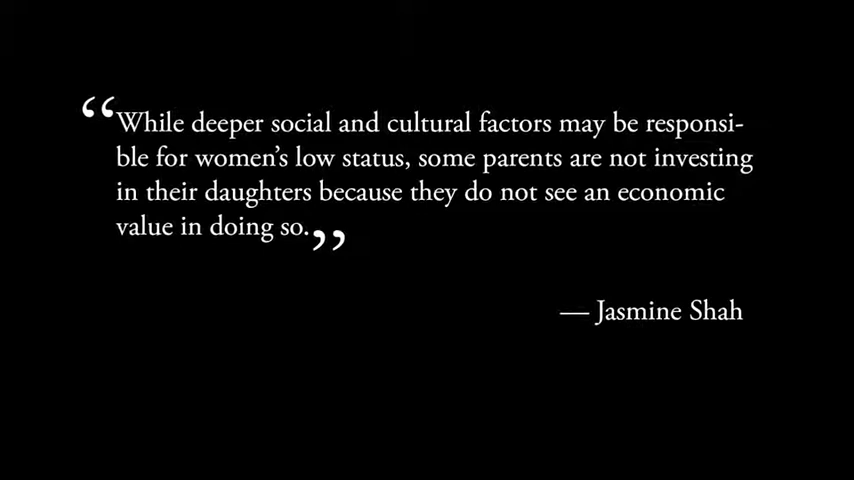 “While deeper social and cultural factors may be responsi-
ble for women’s low status, some parents are not investing
in their daughters because they do not see an economic
value in doing so.”
— Jasmine Shah